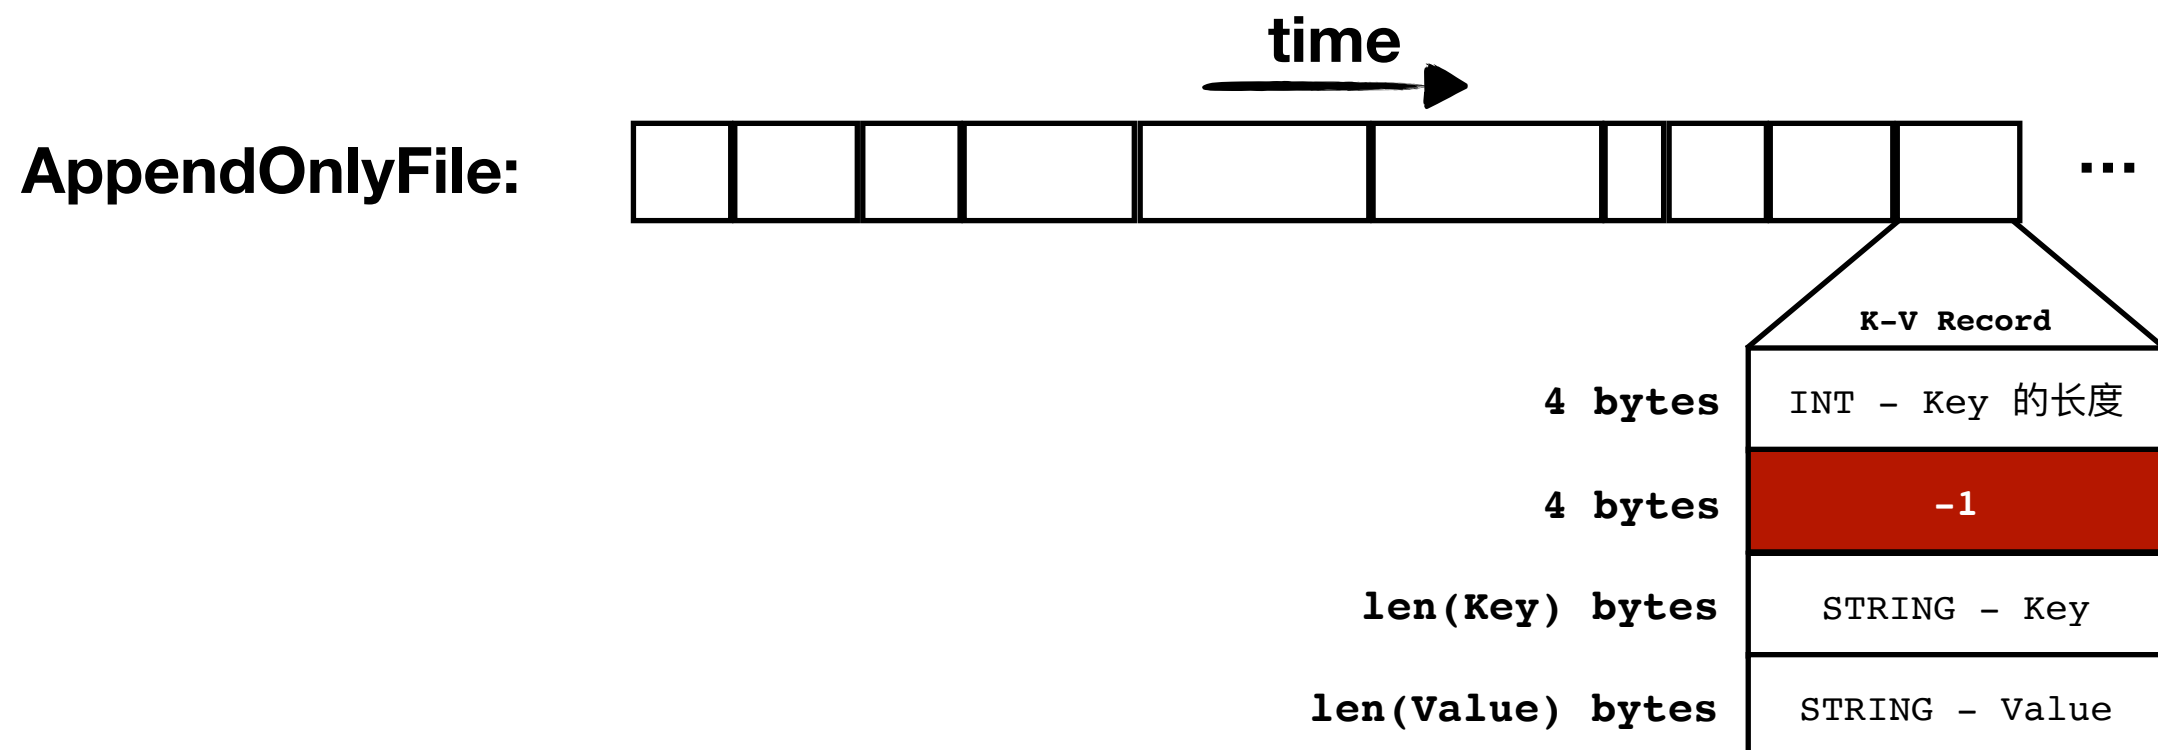 time
AppendOnlyFile:
...
K-V Record
4 bytes
INT - Key 的长度
4 bytes
-1
len(Key) bytes
STRING - Key
len(Value) bytes
STRING - Value